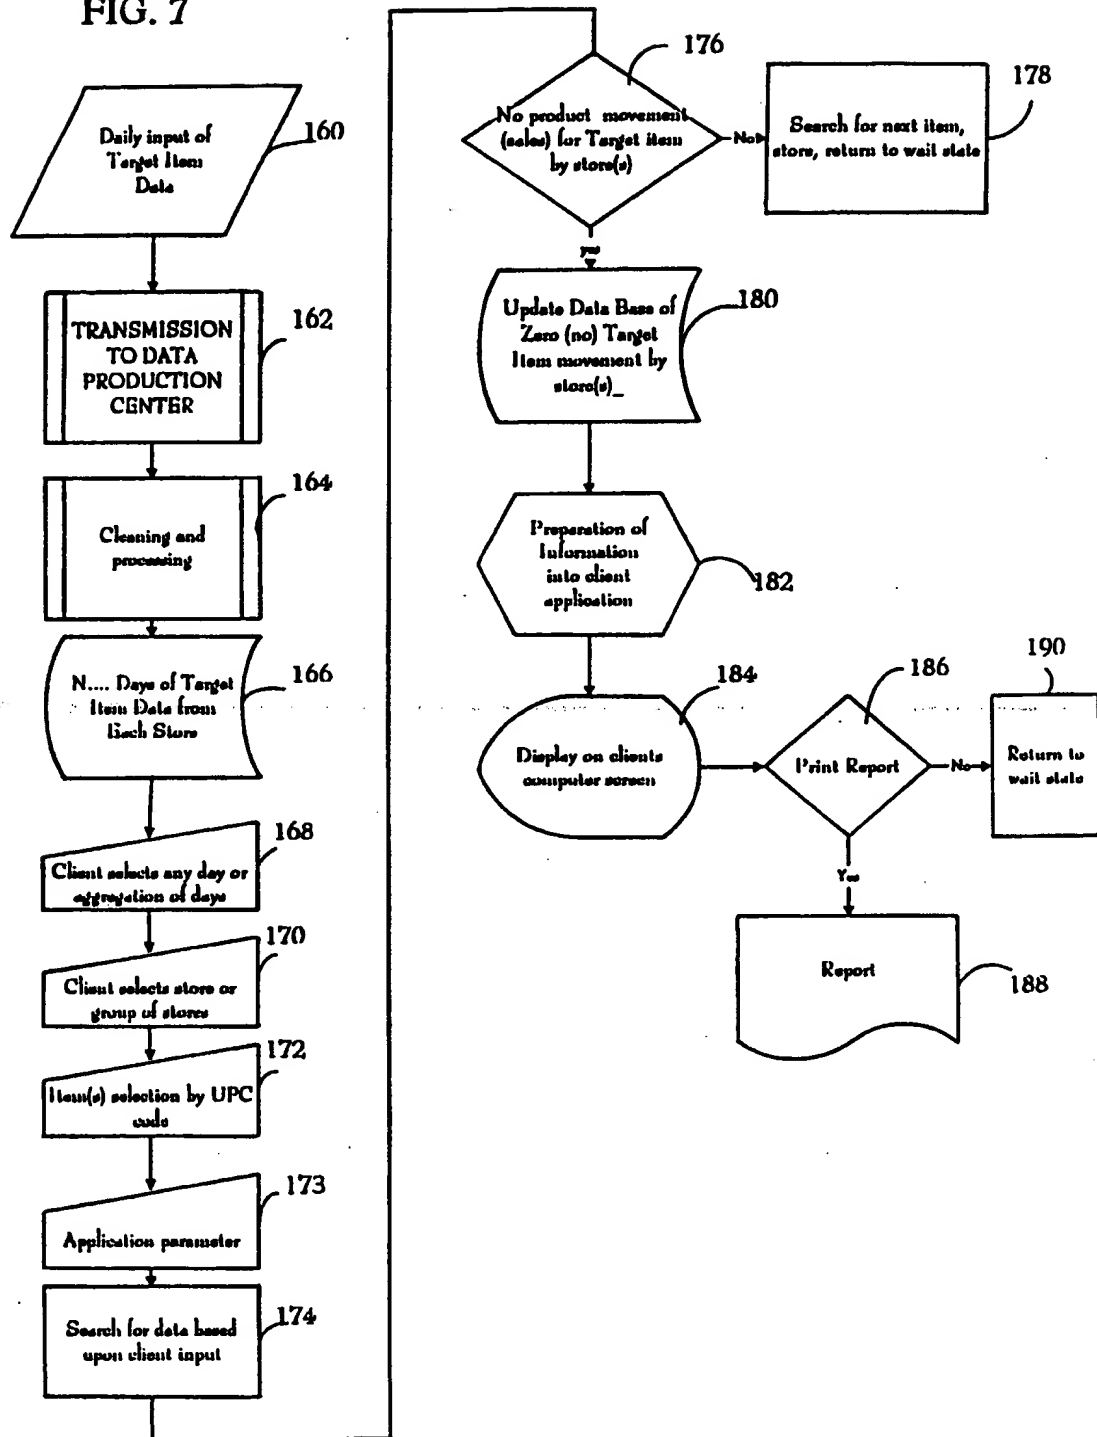 FIG. 7
Daily input of
Target Item
Data
160
TRANSMISSION
TO DATA
PRODUCTION
CENTER
162
Cleaning and
processing
164
N.... Days of Target
Item Data from
Each Store
166
Client selects any day or
aggregation of days
168
Client selects store or
group of stores
170
Item(s) selection by UPC
code
172
Application parameter
173
Search for data based
upon client input
174
No product movement
(sales) for Target item
by store(s)
176
No
Search for next item,
store, return to wait state
178
yes
Update Data Base of
Zero (no) Target
Item movement by
store(s)_
180
Preparation of
Information
into client
application
182
Display on clients
computer screen
184
Print Report
186
No
Return to
wait state
190
Yes
Report
188